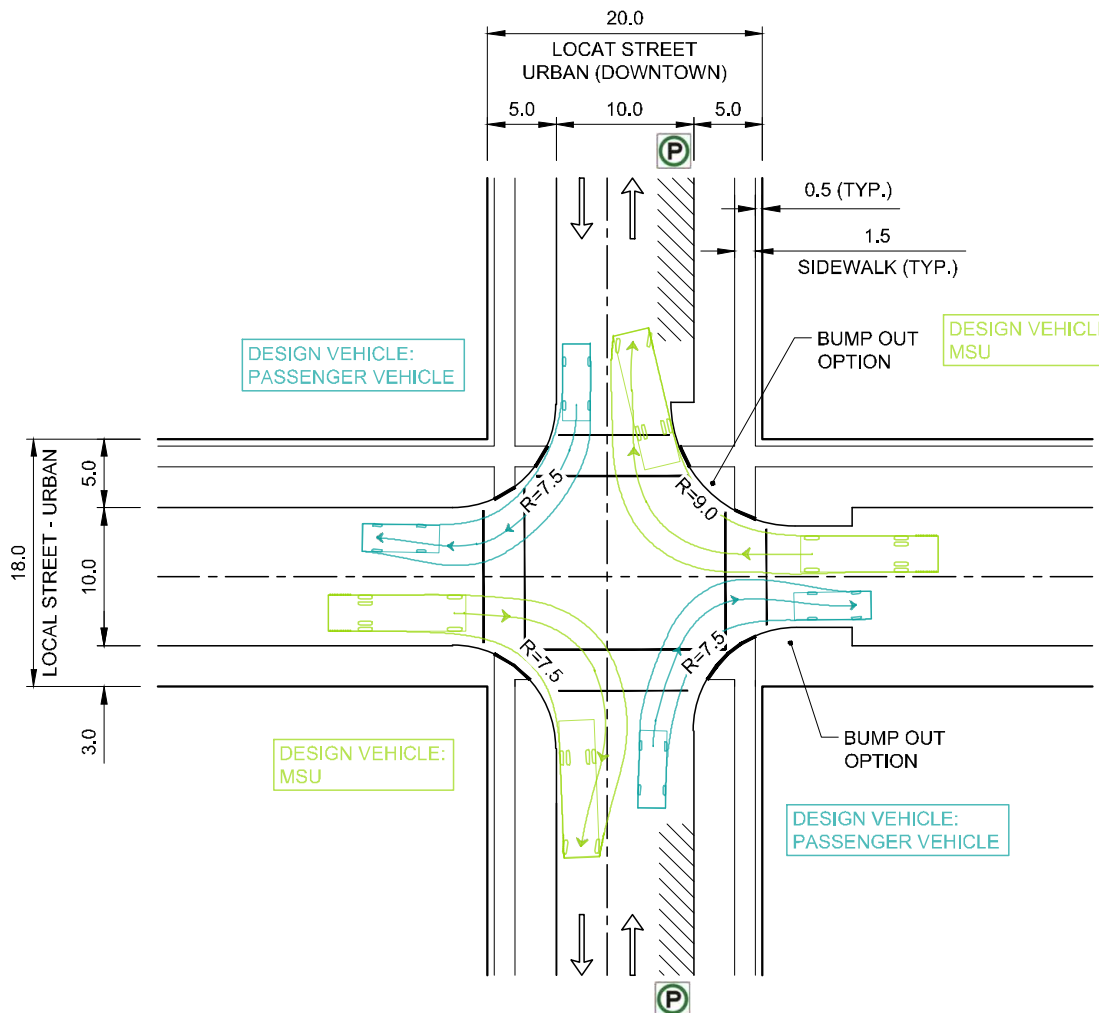 20.0
LOCAT STREET
URBAN (DOWNTOWN)
5.0
10.0
5.0
P
0.5 (TYP.)
1.5
SIDEWALK (TYP.)
DESIGN VEHICLE:
PASSENGER VEHICLE
BUMP OUT
OPTION
DESIGN VEHICLE
MSU
18.0
LOCAL STREET - URBAN
5.0
10.0
3.0
R=7.5
R=9.0
R=7.5
R=7.5
DESIGN VEHICLE:
MSU
BUMP OUT
OPTION
DESIGN VEHICLE:
PASSENGER VEHICLE
P